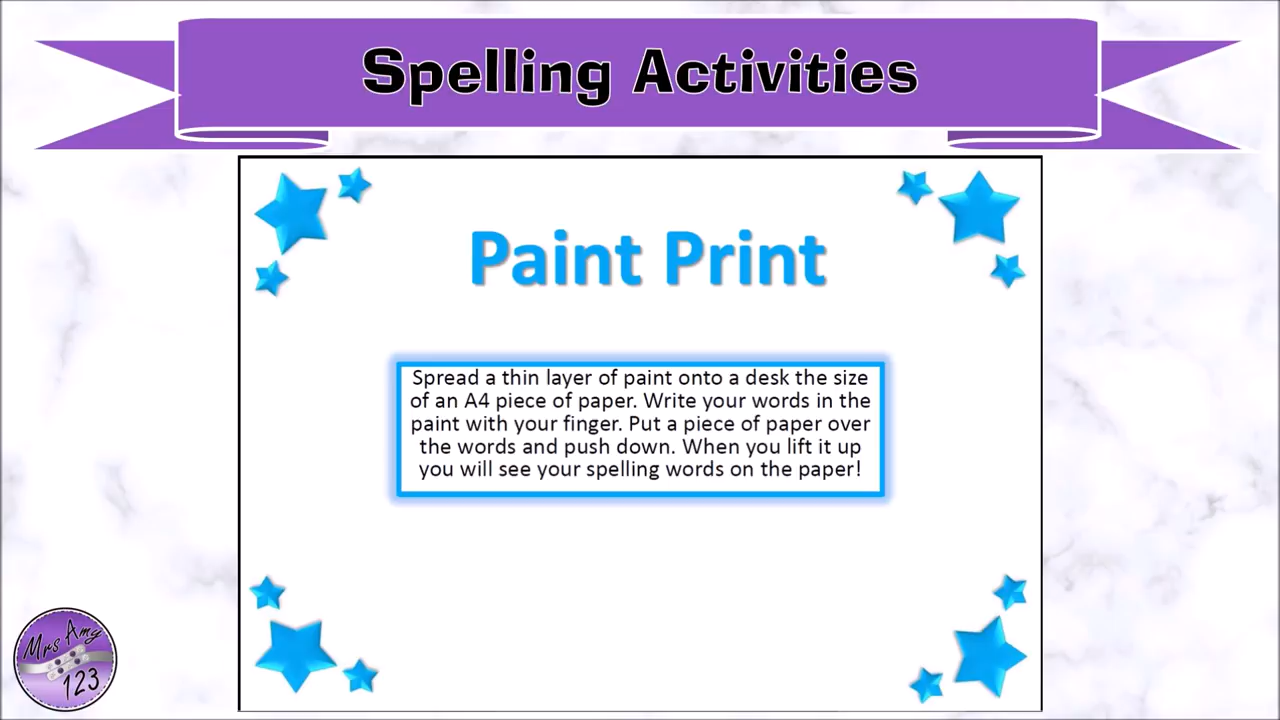 Spelling Activities
Paint Print
Spread a thin layer of paint onto a desk the size
of an A4 piece of paper. Write your words in the
paint with your finger. Put a piece of paper over
the words and push down. When you lift it up
you will see your spelling words on the paper!
Mrs Amy
123